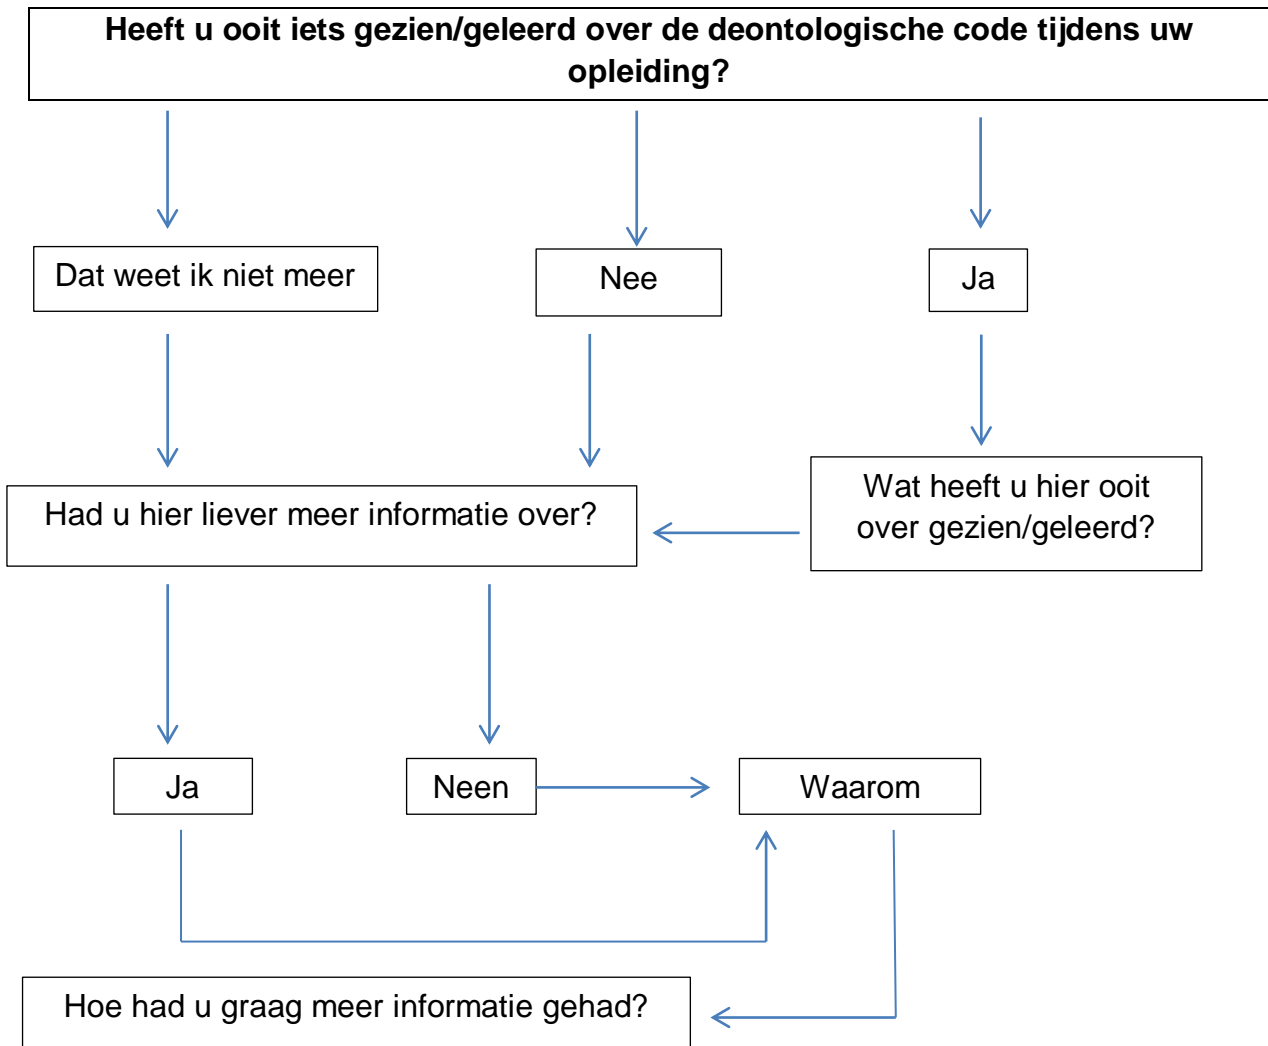 Heeft u ooit iets gezien/geleerd over de deontologische code tijdens uw
opleiding?
Dat weet ik niet meer
Nee
Ja
Had u hier liever meer informatie over?
Wat heeft u hier ooit
over gezien/geleerd?
Ja
Neen
Waarom
Hoe had u graag meer informatie gehad?